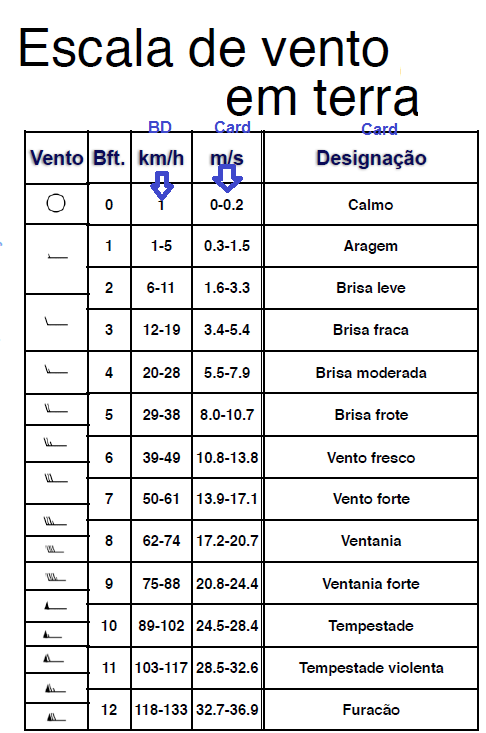 Escala de vento
em terra
BD Card Card
Vento Bft. km/h m/s Designação
0 1 0-0.2 Calmo
1 1-5 0.3-1.5 Aragem
2 6-11 1.6-3.3 Brisa leve
3 12-19 3.4-5.4 Brisa fraca
4 20-28 5.5-7.9 Brisa moderada
5 29-38 8.0-10.7 Brisa frote
6 39-49 10.8-13.8 Vento fresco
7 50-61 13.9-17.1 Vento forte
8 62-74 17.2-20.7 Ventania
9 75-88 20.8-24.4 Ventania forte
10 89-102 24.5-28.4 Tempestade
11 103-117 28.5-32.6 Tempestade violenta
12 118-133 32.7-36.9 Furacão